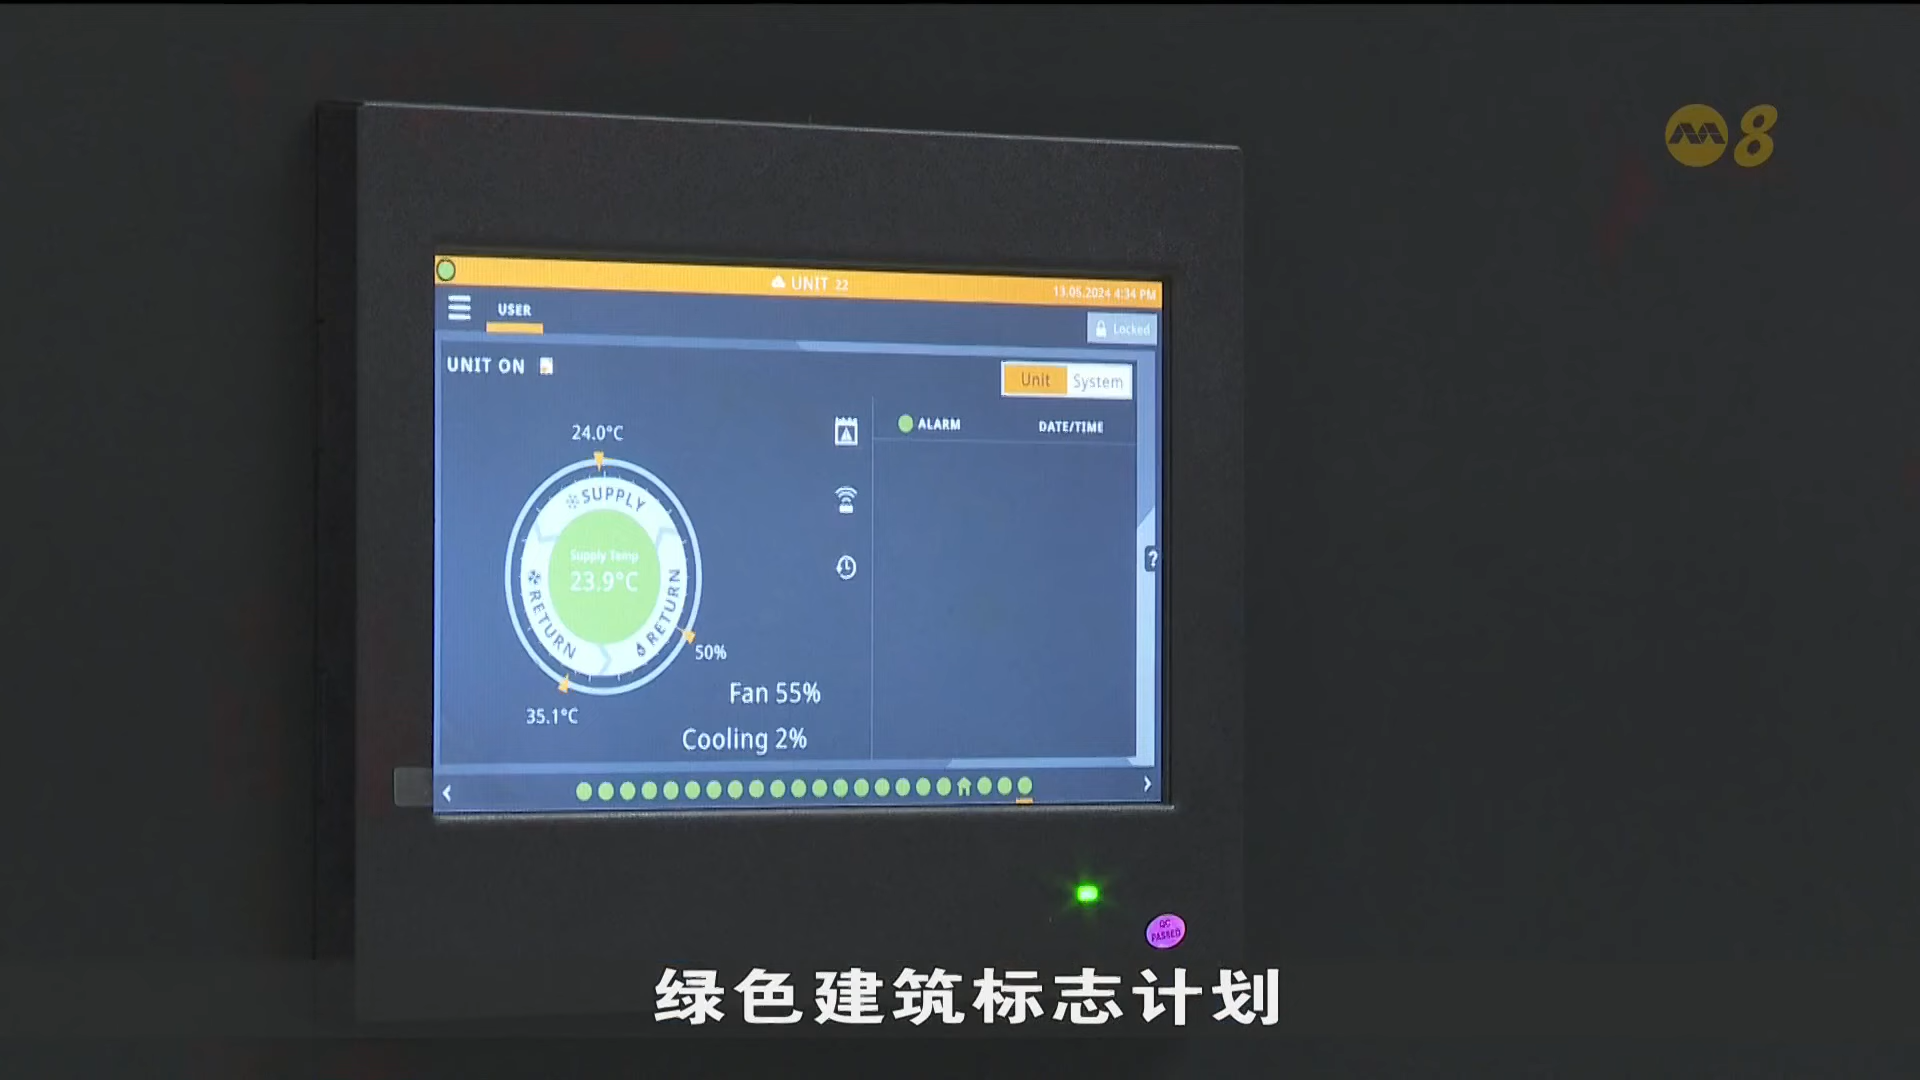 8
UNIT 22
13.05.2024 4:34 PM
USER
Locked
UNIT ON
Unit System
24.0°C
ALARM DATE/TIME
SUPPLY
Supply Temp
23.9°C
RETURN
RETURN
?
50%
Fan 55%
35.1°C
Cooling 2%
QC
PASSED
绿色建筑标志计划